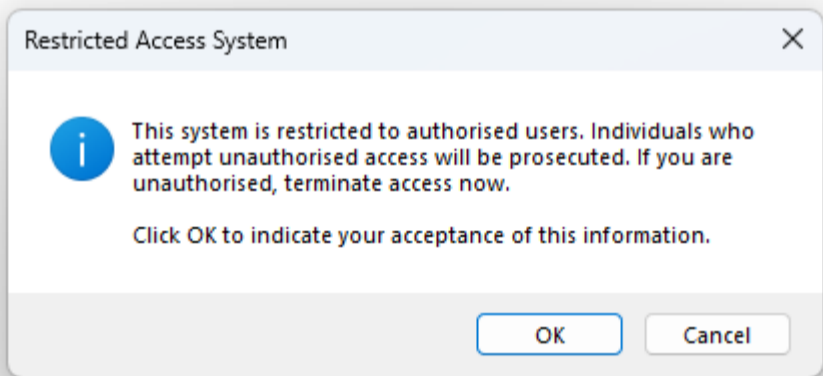 Restricted Access System
This system is restricted to authorised users. Individuals who
attempt unauthorised access will be prosecuted. If you are
unauthorised, terminate access now.
Click OK to indicate your acceptance of this information.
OK
Cancel